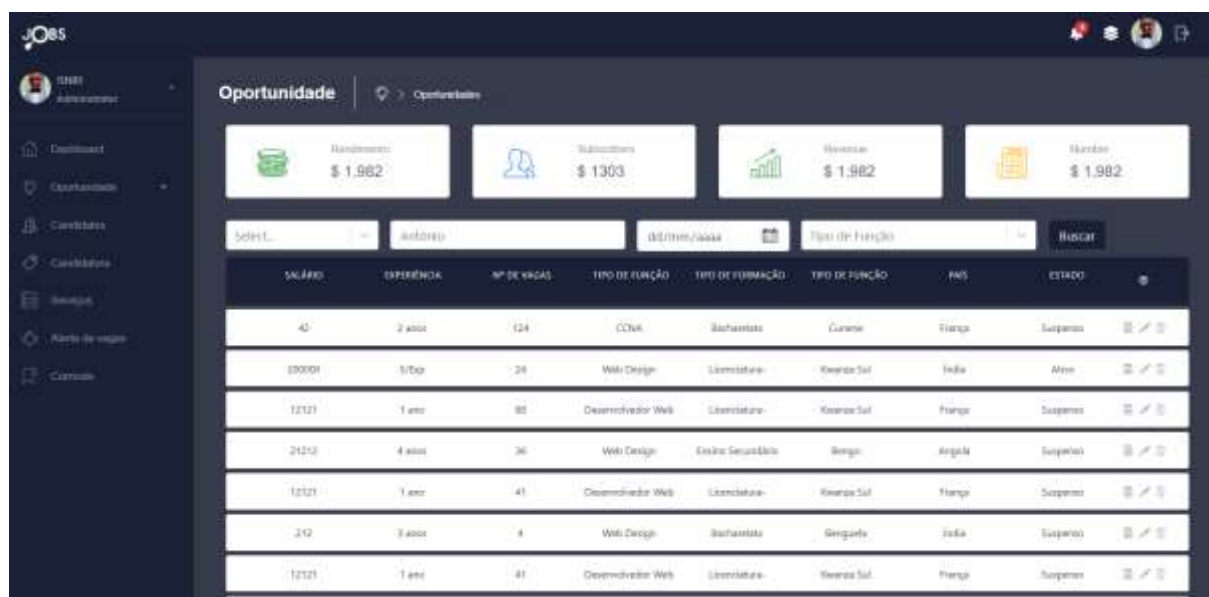 JOBS
Administrador
Dashboard
Oportunidade
Candidatos
Candidatura
Serviços
Alerta de vagas
Oportunidade > Oportunidades
Rendimento
$ 1.982
Subscribers
$ 1303
Revenue
$ 1.982
Number
$ 1.982
Select... António dd/mm/aaaa Tipo de Função Buscar
SALÁRIO EXPERIÊNCIA Nº DE VAGAS TIPO DE FUNÇÃO TIPO DE FORMAÇÃO TIPO DE FUNÇÃO PAÍS ESTADO
42 2 anos 124 CCNA Bacharelato Cunene França Suspenso
S/Exp 24 Web Design Licenciatura- Kwanza Sul Índia Ativo
12121 1 ano Desenvolvedor Web Licenciatura- Kwanza Sul França Suspenso
21212 4 anos 36 Web Design Ensino Secundário Bengo Angola Suspenso
12121 1 ano 41 Desenvolvedor Web Licenciatura- Kwanza Sul França Suspenso
212 3 anos 4 Web Design Bacharelato Benguela Índia Suspenso
12121 1 ano 41 Desenvolvedor Web Licenciatura- Kwanza Sul França Suspenso